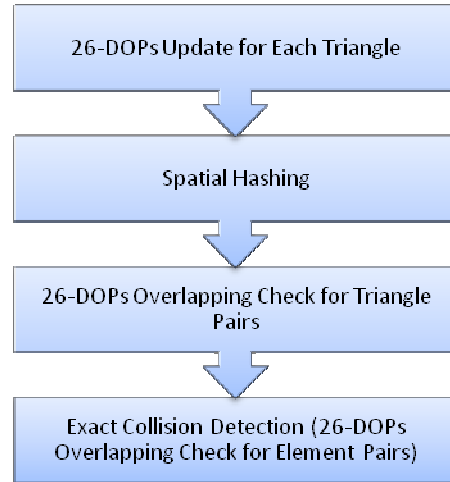 26-DOPs Update for Each Triangle
Spatial Hashing
26-DOPs Overlapping Check for Triangle
Pairs
Exact Collision Detection (26-DOPs
Overlapping Check for Element Pairs)